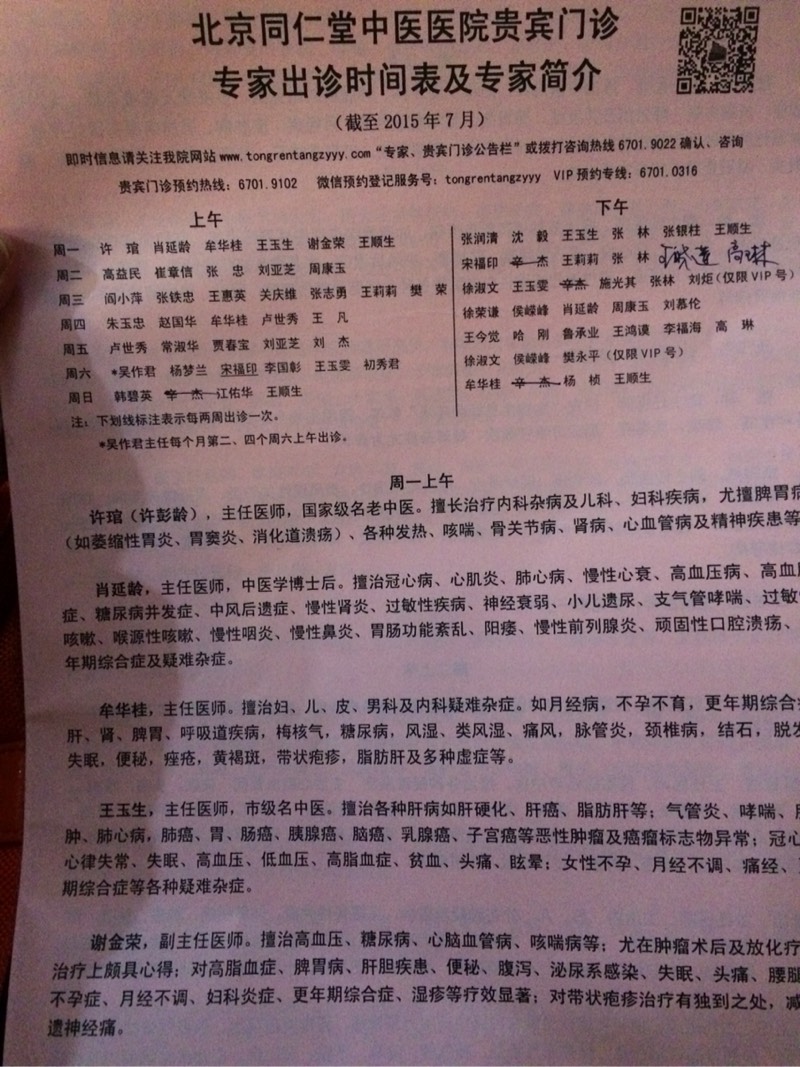 北京同仁堂中医医院贵宾门诊
专家出诊时间表及专家简介
（截至 2015 年 7 月）
即时信息请关注我院网站 www.tongrentangzyyy.com“专家、贵宾门诊公告栏”或拨打咨询热线 6701.9022 确认、咨询
贵宾门诊预约热线：6701.9102 微信预约登记服务号：tongrentangzyyy VIP 预约专线：6701.0316
上午
周一 许 琯 肖延龄 牟华桂 王玉生 谢金荣 王顺生
周二 高益民 崔章信 张 忠 刘亚芝 周康玉
周三 阎小萍 张铁忠 王惠英 关庆维 张志勇 王莉莉 樊 荣
周四 朱玉忠 赵国华 牟华桂 卢世秀 王 凡
周五 卢世秀 常淑华 贾春宝 刘亚芝 刘 杰
周六 *吴作君 杨梦兰 宋福印 李国彰 王玉雯 初秀君
周日 韩碧英 辛 杰 江佑华 王顺生
注：下划线标注表示每两周出诊一次。
*吴作君主任每个月第二、四个周六上午出诊。
下午
张润清 沈 毅 王玉生 张 林 张银柱 王顺生
宋福印 辛 杰 王莉莉 张 林 高琳
徐淑文 王玉雯 辛杰 施光其 张林 刘炬（仅限 VIP 号）
徐荣谦 侯嵘峰 肖延龄 周康玉 刘慕伦
王今觉 哈 刚 鲁承业 王鸿谟 李福海 高 琳
徐淑文 侯嵘峰 樊永平（仅限 VIP 号）
牟华桂 辛 杰 杨 桢 王顺生
周一上午
许琯（许彭龄），主任医师，国家级名老中医。擅长治疗内科杂病及儿科、妇科疾病，尤擅脾胃病
（如萎缩性胃炎、胃窦炎、消化道溃疡）、各种发热、咳喘、骨关节病、肾病、心血管病及精神疾患等
肖延龄，主任医师，中医学博士后。擅治冠心病、心肌炎、肺心病、慢性心衰、高血压病、高血脂
症、糖尿病并发症、中风后遗症、慢性肾炎、过敏性疾病、神经衰弱、小儿遗尿、支气管哮喘、过敏性
咳嗽、喉源性咳嗽、慢性咽炎、慢性鼻炎、胃肠功能紊乱、阳痿、慢性前列腺炎、顽固性口腔溃疡、
年期综合症及疑难杂症。
牟华桂，主任医师。擅治妇、儿、皮、男科及内科疑难杂症。如月经病，不孕不育，更年期综合
肝、肾、脾胃、呼吸道疾病，梅核气，糖尿病，风湿、类风湿、痛风，脉管炎，颈椎病，结石，脱发
失眠，便秘，痤疮，黄褐斑，带状疱疹，脂肪肝及多种虚症等。
王玉生，主任医师，市级名中医。擅治各种肝病如肝硬化、肝癌、脂肪肝等；气管炎、哮喘、
肿、肺心病，肺癌、胃、肠癌、胰腺癌、脑癌、乳腺癌、子宫癌等恶性肿瘤及癌瘤标志物异常；冠心
心律失常、失眠、高血压、低血压、高脂血症、贫血、头痛、眩晕；女性不孕、月经不调、痛经、
期综合症等各种疑难杂症。
谢金荣，副主任医师。擅治高血压、糖尿病、心脑血管病、咳喘病等；尤在肿瘤术后及放化疗
治疗上颇具心得；对高脂血症、脾胃病、肝胆疾患、便秘、腹泻、泌尿系感染、失眠、头痛、腰腿
不孕症、月经不调、妇科炎症、更年期综合症、湿疹等疗效显著；对带状疱疹治疗有独到之处，减
遗神经痛。